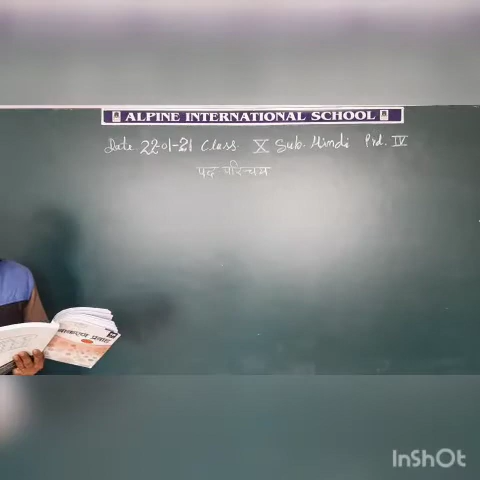 ALPINE INTERNATIONAL SCHOOL
Date. 22-01-21 Class. X Sub. Hindi Prd. IV
पद परिचय
InShOt